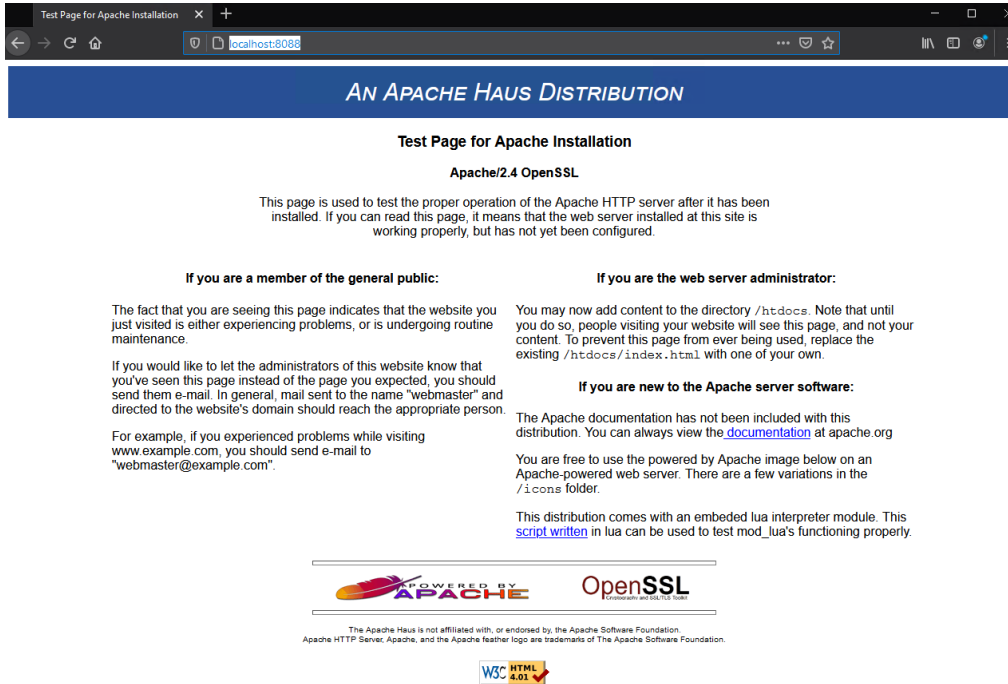 Test Page for Apache Installation
localhost:8088
AN APACHE HAUS DISTRIBUTION
Test Page for Apache Installation
Apache/2.4 OpenSSL
This page is used to test the proper operation of the Apache HTTP server after it has been
installed. If you can read this page, it means that the web server installed at this site is
working properly, but has not yet been configured.
If you are a member of the general public:
The fact that you are seeing this page indicates that the website you
just visited is either experiencing problems, or is undergoing routine
maintenance.
If you would like to let the administrators of this website know that
you've seen this page instead of the page you expected, you should
send them e-mail. In general, mail sent to the name "webmaster" and
directed to the website's domain should reach the appropriate person.
For example, if you experienced problems while visiting
www.example.com, you should send e-mail to
"webmaster@example.com".
If you are the web server administrator:
You may now add content to the directory /htdocs. Note that until
you do so, people visiting your website will see this page, and not your
content. To prevent this page from ever being used, replace the
existing /htdocs/index.html with one of your own.
If you are new to the Apache server software:
The Apache documentation has not been included with this
distribution. You can always view the documentation at apache.org
You are free to use the powered by Apache image below on an
Apache-powered web server. There are a few variations in the
/icons folder.
This distribution comes with an embeded lua interpreter module. This
script written in lua can be used to test mod_lua's functioning properly.
POWERED BY
APACHE
OpenSSL
Cryptography and SSL/TLS Toolkit
The Apache Haus is not affiliated with, or endorsed by, the Apache Software Foundation.
Apache HTTP Server, Apache, and the Apache feather logo are trademarks of The Apache Software Foundation.
W3C HTML
4.01